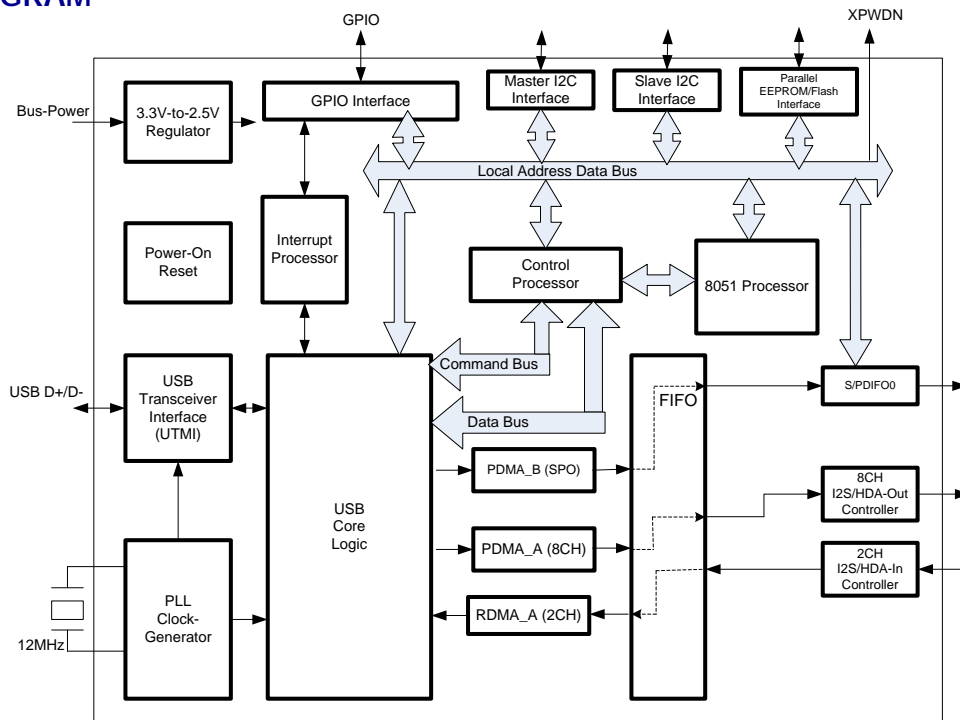 GRAM
GPIO
XPWDN
Bus-Power
3.3V-to-2.5V
Regulator
GPIO Interface
Master I2C
Interface
Slave I2C
Interface
Parallel
EEPROM/Flash
Interface
Local Address Data Bus
Power-On
Reset
Interrupt
Processor
Control
Processor
8051 Processor
USB D+/D-
USB
Transceiver
Interface
(UTMI)
Command Bus
Data Bus
FIFO
S/PDIFO0
PDMA_B (SPO)
USB
Core
Logic
PDMA_A (8CH)
RDMA_A (2CH)
8CH
I2S/HDA-Out
Controller
2CH
I2S/HDA-In
Controller
12MHz
PLL
Clock-
Generator